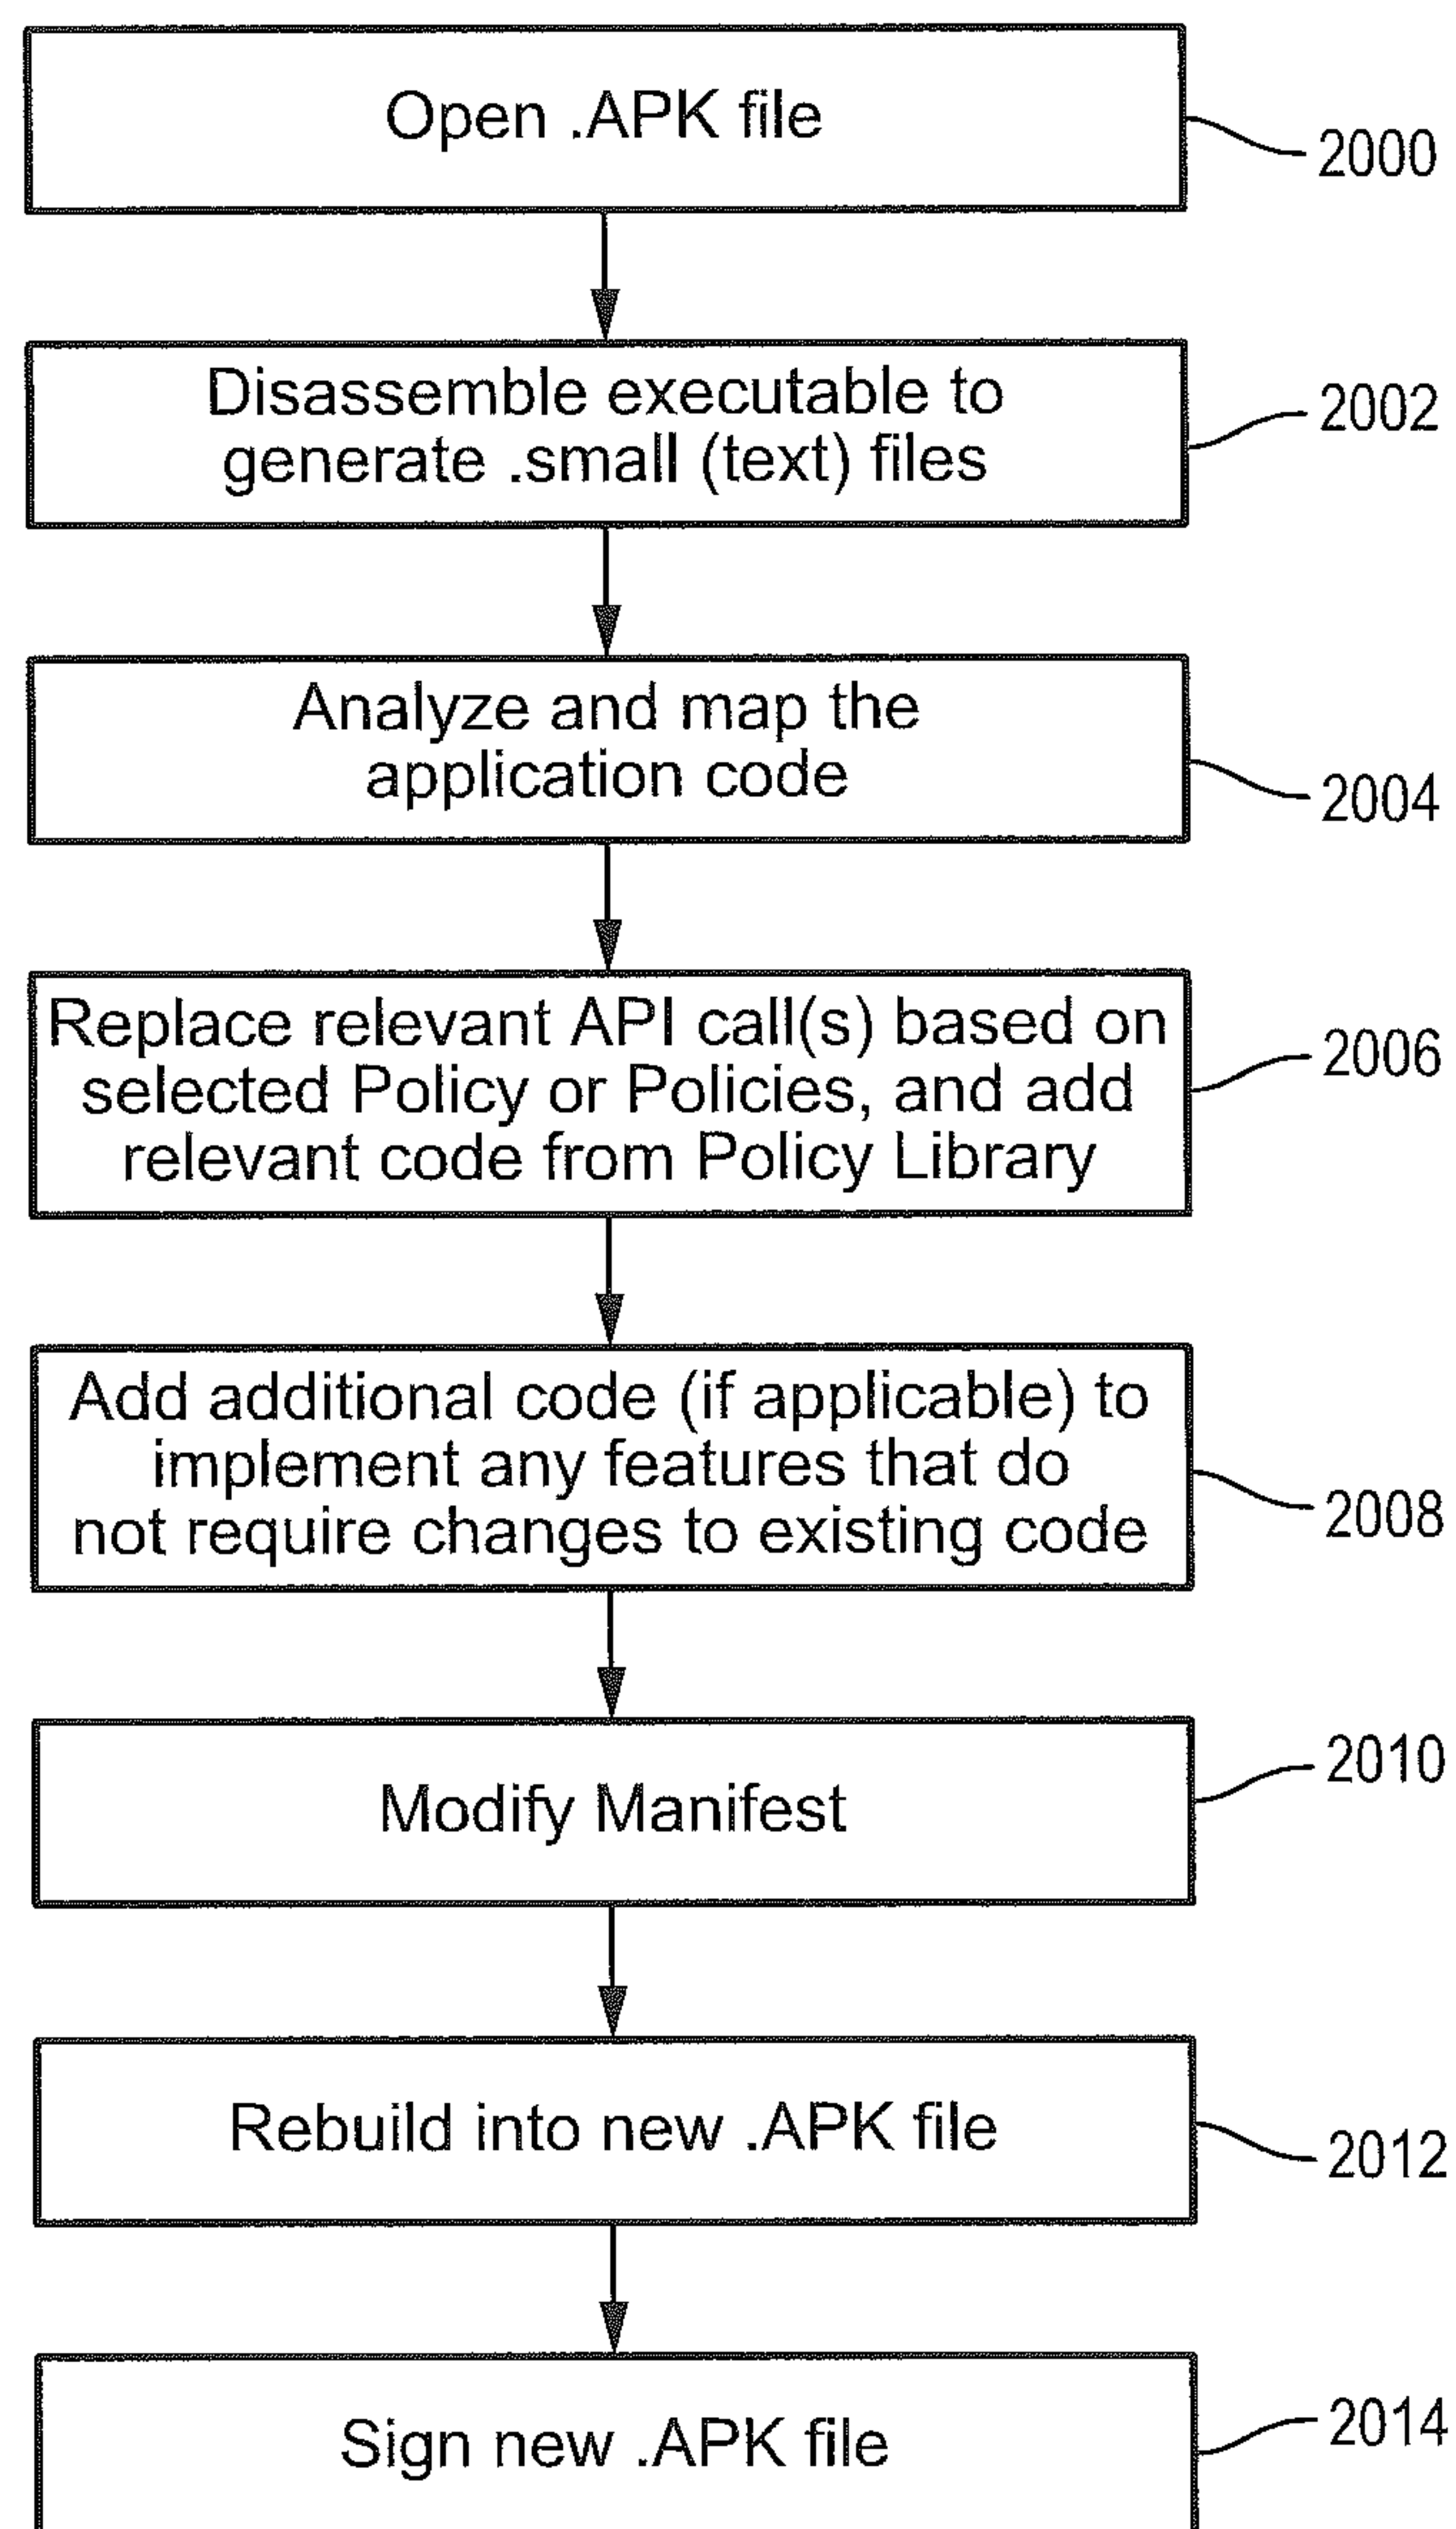 Open .APK file
2000
Disassemble executable to
generate .small (text) files
2002
Analyze and map the
application code
2004
Replace relevant API call(s) based on
selected Policy or Policies, and add
relevant code from Policy Library
2006
Add additional code (if applicable) to
implement any features that do
not require changes to existing code
2008
Modify Manifest
2010
Rebuild into new .APK file
2012
Sign new .APK file
2014